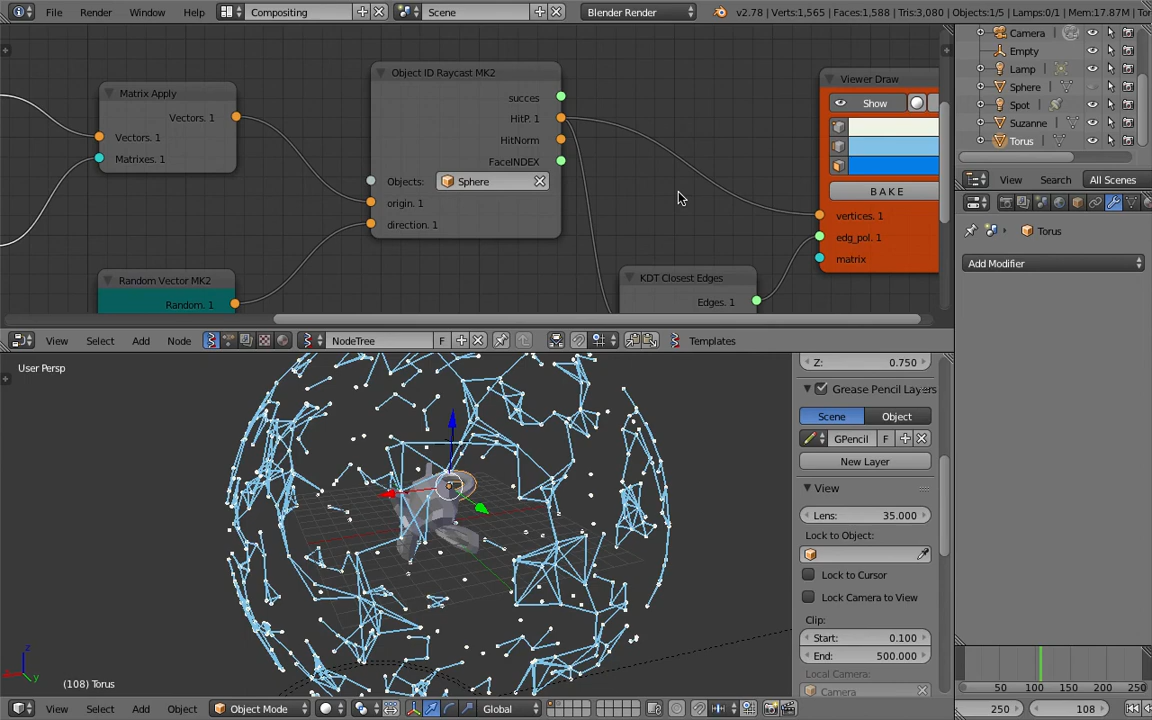 File Render Window Help Compositing Scene Blender Render v2.78 | Verts:1,565 | Faces:1,588 | Tris:3,080 | Objects:1/5 | Lamps:0/1 | Mem:17.87M | Tor
Camera
Empty
Lamp
Sphere
Spot
Suzanne
Torus
View Search All Scenes
Torus
Add Modifier
Matrix Apply
Vectors. 1
Vectors. 1
Matrixes. 1
Random Vector MK2
Random. 1
Object ID Raycast MK2
succes
HitP. 1
HitNorm
FaceINDEX
Objects: Sphere
origin. 1
direction. 1
KDT Closest Edges
Edges. 1
Viewer Draw
Show
BAKE
vertices. 1
edg_pol. 1
matrix
View Select Add Node NodeTree F Templates
User Persp
(108) Torus
Z: 0.750
Grease Pencil Layers
Scene Object
GPencil F
New Layer
View
Lens: 35.000
Lock to Object:
Lock to Cursor
Lock Camera to View
Clip:
Start: 0.100
End: 500.000
Local Camera:
Camera
50 100 150 200 250
View Select Add Object Object Mode Global
250 108